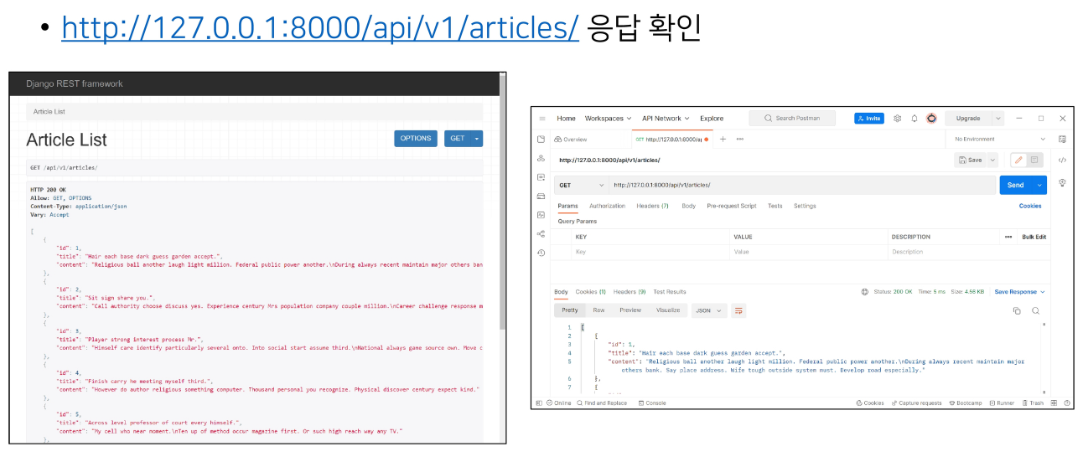 • http://127.0.0.1:8000/api/v1/articles/ 응답 확인
Django REST framework
Article List
Article List
OPTIONS
GET
GET /api/v1/articles/
HTTP 200 OK
Allow: GET, OPTIONS
Content-Type: application/json
Vary: Accept
[
{
"id": 1,
"title": "Hair each base dark guess garden accept.",
"content": "Religious ball another laugh light million. Federal public power another.\nDuring always recent maintain major others ban
},
{
"id": 2,
"title": "Sit sign share you.",
"content": "Call authority choose discuss yes. Experience century Mrs population company couple million.\nCareer challenge response m
},
{
"id": 3,
"title": "Player strong interest process Mr.",
"content": "Himself care identify particularly several onto. Into social start assume third.\nNational always game source own. Move c
},
{
"id": 4,
"title": "Finish carry he meeting myself third.",
"content": "However do author religious something computer. Thousand personal you recognize. Physical discover century expect kind."
},
{
"id": 5,
"title": "Across level professor of court every himself.",
"content": "My cell who near moment.\nTen up of method occur magazine first. Or such high reach way any TV."
},
Home Workspaces API Network Explore
Search Postman
Invite
Upgrade
Overview
GET http://127.0.0.1:8000/ap
No Environment
http://127.0.0.1:8000/api/v1/articles/
Save
GET
http://127.0.0.1:8000/api/v1/articles/
Send
Params Authorization Headers (7) Body Pre-request Script Tests Settings
Cookies
Query Params
KEY VALUE DESCRIPTION
Bulk Edit
Key Value Description
Body Cookies (1) Headers (9) Test Results
Status: 200 OK Time: 6 ms Size: 4.56 KB Save Response
Pretty Raw Preview Visualize JSON
1 [
2 {
3 "id": 1,
4 "title": "Hair each base dark guess garden accept.",
5 "content": "Religious ball another laugh light million. Federal public power another.\nDuring always recent maintain major
others bank. Say place address. Wife tough outside system must. Develop road especially."
6 },
7 {
Online Find and Replace Console
Cookies Capture requests Bootcamp Runner Trash